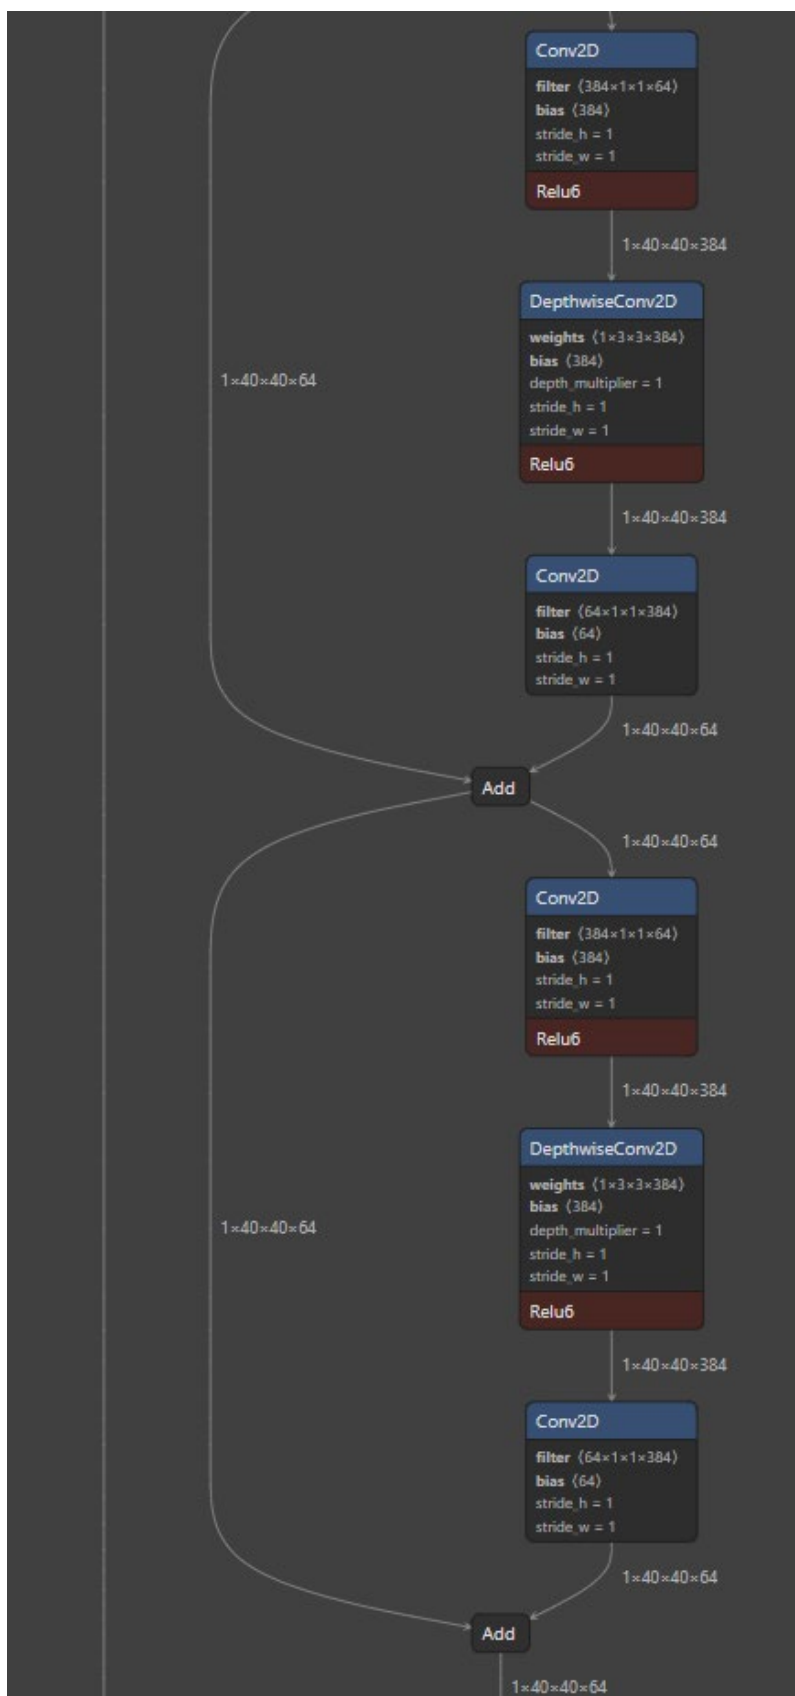 Conv2D
filter ⟨384×1×1×64⟩
bias ⟨384⟩
stride_h = 1
stride_w = 1
Relu6
1×40×40×384
DepthwiseConv2D
weights ⟨1×3×3×384⟩
bias ⟨384⟩
depth_multiplier = 1
stride_h = 1
stride_w = 1
Relu6
1×40×40×64
1×40×40×384
Conv2D
filter ⟨64×1×1×384⟩
bias ⟨64⟩
stride_h = 1
stride_w = 1
1×40×40×64
Add
1×40×40×64
Conv2D
filter ⟨384×1×1×64⟩
bias ⟨384⟩
stride_h = 1
stride_w = 1
Relu6
1×40×40×384
DepthwiseConv2D
weights ⟨1×3×3×384⟩
bias ⟨384⟩
depth_multiplier = 1
stride_h = 1
stride_w = 1
Relu6
1×40×40×64
1×40×40×384
Conv2D
filter ⟨64×1×1×384⟩
bias ⟨64⟩
stride_h = 1
stride_w = 1
1×40×40×64
Add
1×40×40×64